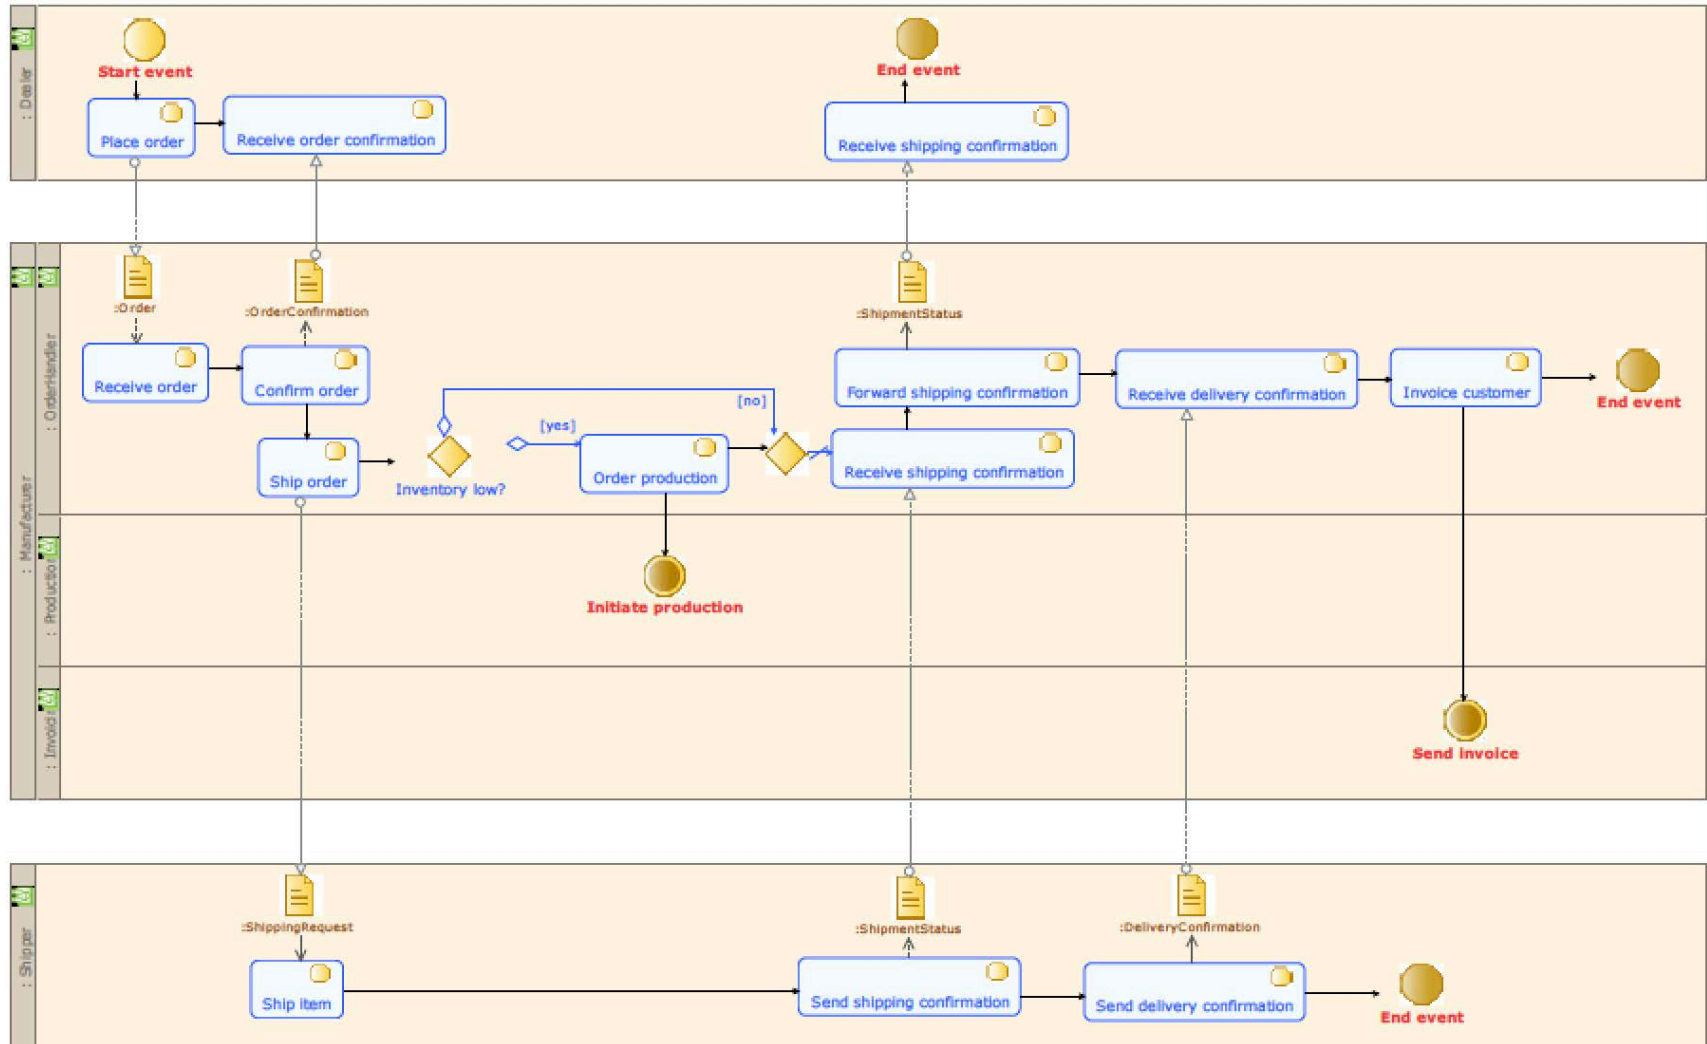 : Dealer
Start event
End event
Place order
Receive order confirmation
Receive shipping confirmation
: Manufacturer
: OrderHandler
:Order
:OrderConfirmation
:ShipmentStatus
Receive order
Confirm order
[no]
[yes]
Forward shipping confirmation
Receive delivery confirmation
Invoice customer
End event
Ship order
Inventory low?
Order production
Receive shipping confirmation
: Production
Initiate production
Send invoice
: Shipper
:ShippingRequest
:ShipmentStatus
:DeliveryConfirmation
Ship item
Send shipping confirmation
Send delivery confirmation
End event